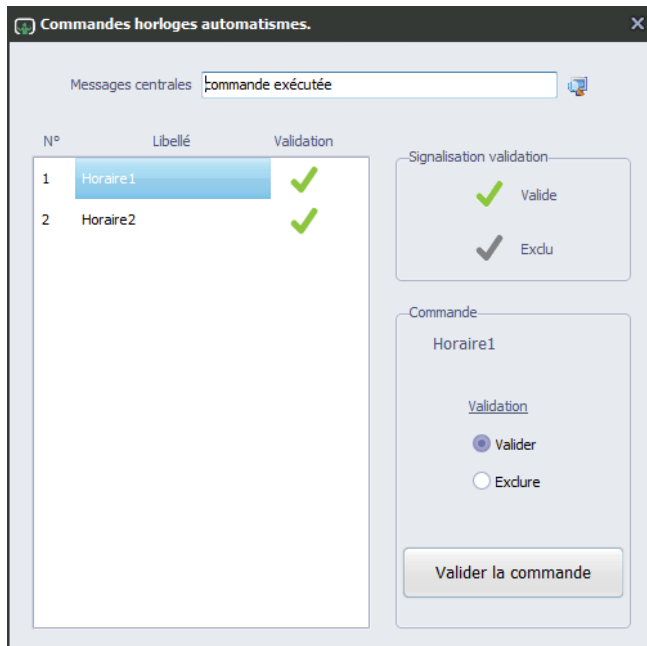 Commandes horloges automatismes.
Messages centrales commande exécutée
N° Libellé Validation
1 Horaire1
2 Horaire2
Signalisation validation
Valide
Exclu
Commande
Horaire1
Validation
Valider
Exclure
Valider la commande